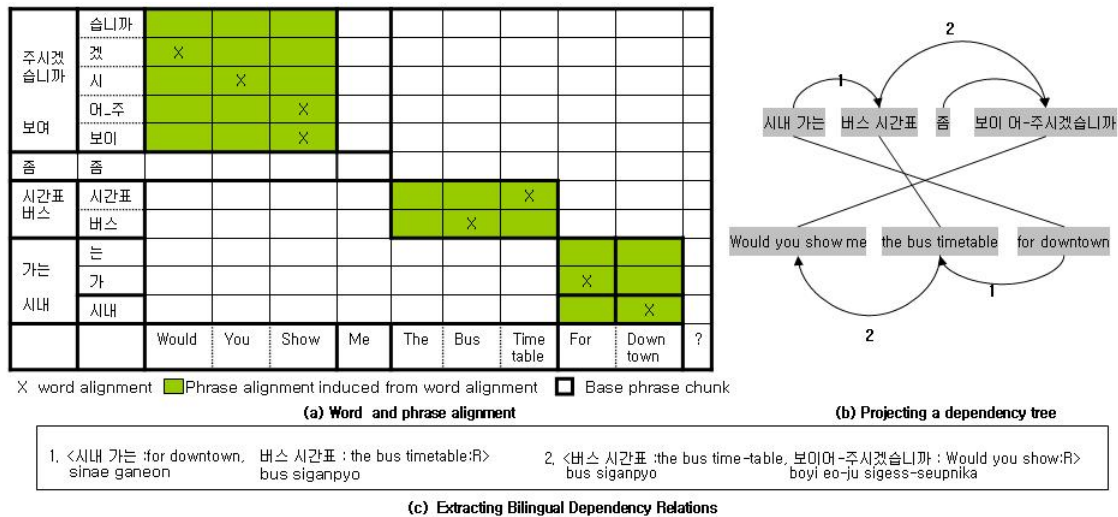 주시겠
습니까
보여
습니까
겠 X
시 X
어_주 X
보이 X
좀 좀
시간표
버스
시간표 X
버스 X
가는
시내
는
가 X
시내 X
Would You Show Me The Bus Time
table For Down
town ?
X word alignment Phrase alignment induced from word alignment Base phrase chunk
(a) Word and phrase alignment
2
1
시내 가는 버스 시간표 좀 보이 어-주시겠습니까
Would you show me the bus timetable for downtown
1
2
(b) Projecting a dependency tree
1, <시내 가는 :for downtown, 버스 시간표 : the bus timetable:R>
sinae ganeon bus siganpyo
2, <버스 시간표 :the bus time-table, 보이어-주시겠습니까 : Would you show:R>
bus siganpyo boyi eo-ju sigess-seupnika
(c) Extracting Bilingual Dependency Relations